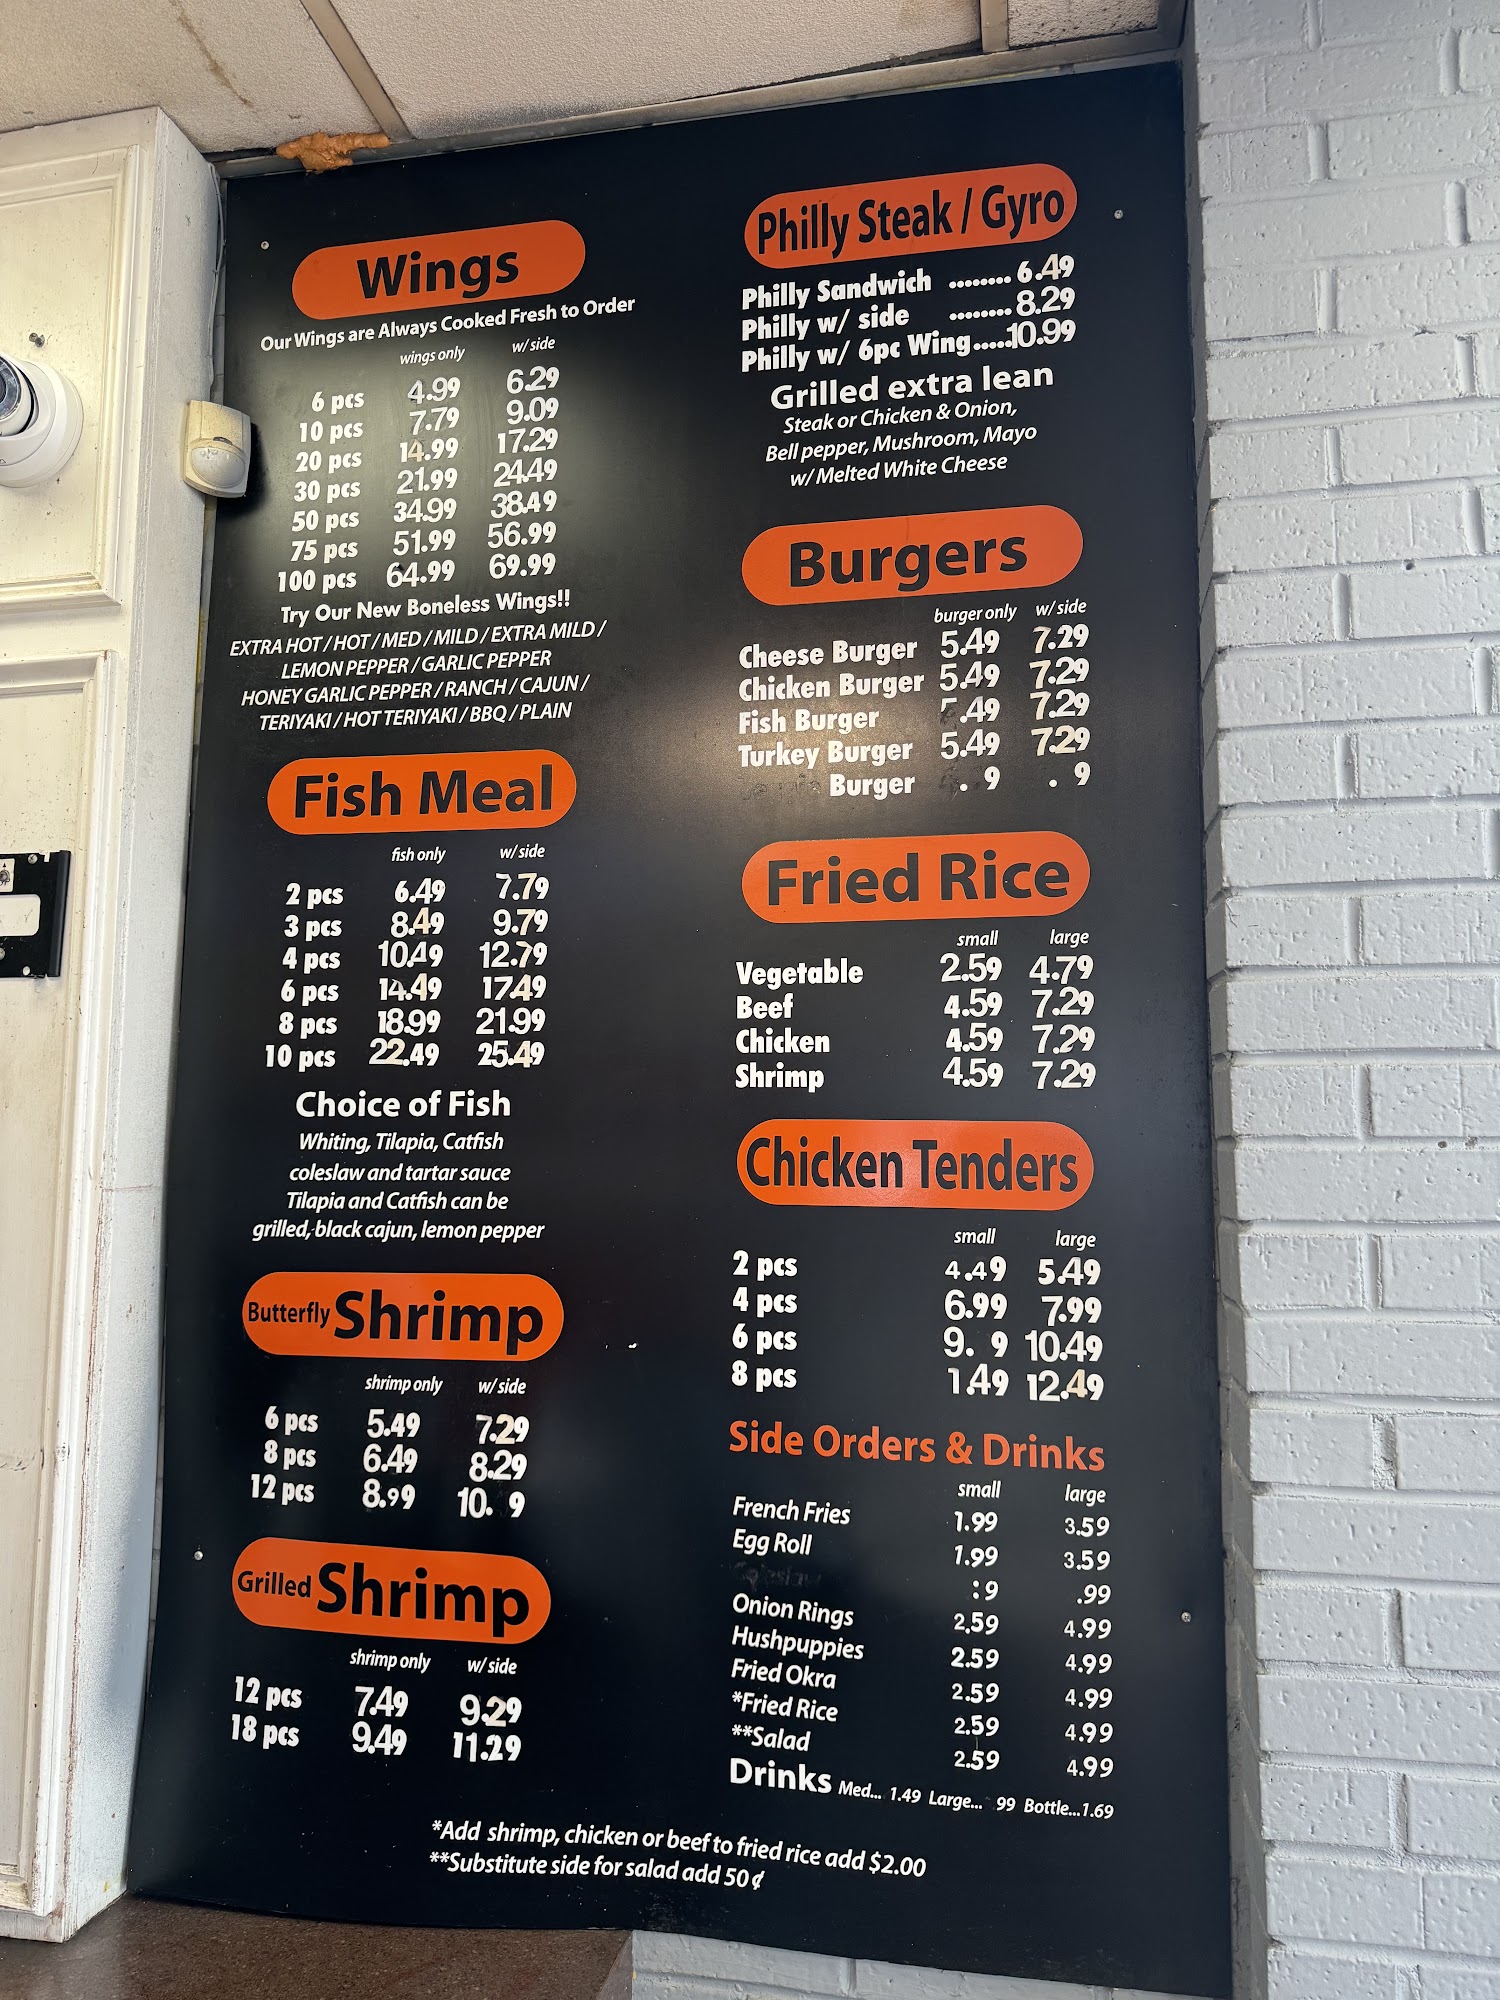 Wings
Our Wings are Always Cooked Fresh to Order
wings only w/ side
6 pcs 4.99 6.29
10 pcs 7.79 9.09
20 pcs 14.99 17.29
30 pcs 21.99 24.49
50 pcs 34.99 38.49
75 pcs 51.99 56.99
100 pcs 64.99 69.99
Try Our New Boneless Wings!!
EXTRA HOT / HOT / MED / MILD / EXTRA MILD /
LEMON PEPPER / GARLIC PEPPER
HONEY GARLIC PEPPER / RANCH / CAJUN /
TERIYAKI / HOT TERIYAKI / BBQ / PLAIN
Fish Meal
fish only w/ side
2 pcs 6.49 7.79
3 pcs 8.49 9.79
4 pcs 10.49 12.79
6 pcs 14.49 17.49
8 pcs 18.99 21.99
10 pcs 22.49 25.49
Choice of Fish
Whiting, Tilapia, Catfish
coleslaw and tartar sauce
Tilapia and Catfish can be
grilled, black cajun, lemon pepper
Butterfly Shrimp
shrimp only w/ side
6 pcs 5.49 7.29
8 pcs 6.49 8.29
12 pcs 8.99 10. 9
Grilled Shrimp
shrimp only w/ side
12 pcs 7.49 9.29
18 pcs 9.49 11.29
Philly Steak / Gyro
Philly Sandwich ........ 6.49
Philly w/ side ......... 8.29
Philly w/ 6pc Wing.....10.99
Grilled extra lean
Steak or Chicken & Onion,
Bell pepper, Mushroom, Mayo
w/ Melted White Cheese
Burgers
burger only w/ side
Cheese Burger 5.49 7.29
Chicken Burger 5.49 7.29
Fish Burger .49 7.29
Turkey Burger 5.49 7.29
Burger . 9 . 9
Fried Rice
small large
Vegetable 2.59 4.79
Beef 4.59 7.29
Chicken 4.59 7.29
Shrimp 4.59 7.29
Chicken Tenders
small large
2 pcs 4.49 5.49
4 pcs 6.99 7.99
6 pcs 9. 9 10.49
8 pcs 1.49 12.49
Side Orders & Drinks
small large
French Fries 1.99 3.59
Egg Roll 1.99 3.59
:9 .99
Onion Rings 2.59 4.99
Hushpuppies 2.59 4.99
Fried Okra 2.59 4.99
*Fried Rice 2.59 4.99
**Salad 2.59 4.99
Drinks Med... 1.49 Large... 99 Bottle...1.69
*Add shrimp, chicken or beef to fried rice add $2.00
**Substitute side for salad add 50¢